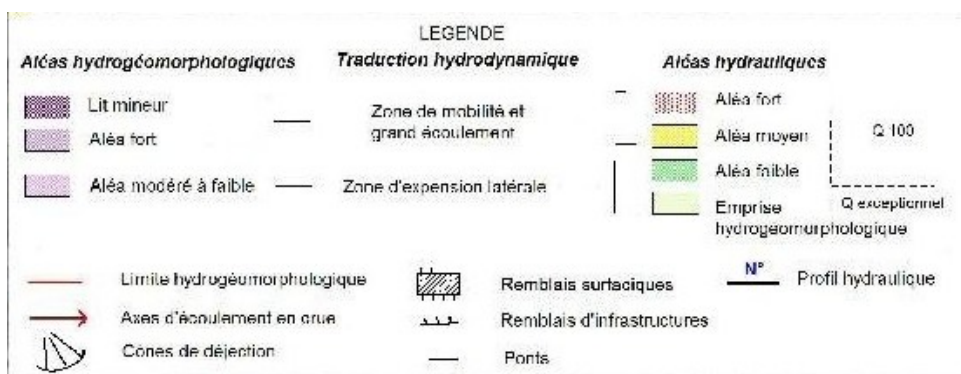 LEGENDE
Aléas hydrogéomorphologiques
Traduction hydrodynamique
Aléas hydrauliques
Lit mineur
Aléa fort
Aléa modéré à faible
Zone de mobilité et
grand écoulement
Zone d'expension latérale
Aléa fort
Aléa moyen
Aléa faible
Emprise
hydrogéomorphologique
Q 100
Q exceptionnel
Limite hydrogéumorphologique
Axes d'écoulement en crue
Cônes de déjection
Remblais surfaciques
Remblais d'infrastructures
Ponts
N° Profil hydraulique